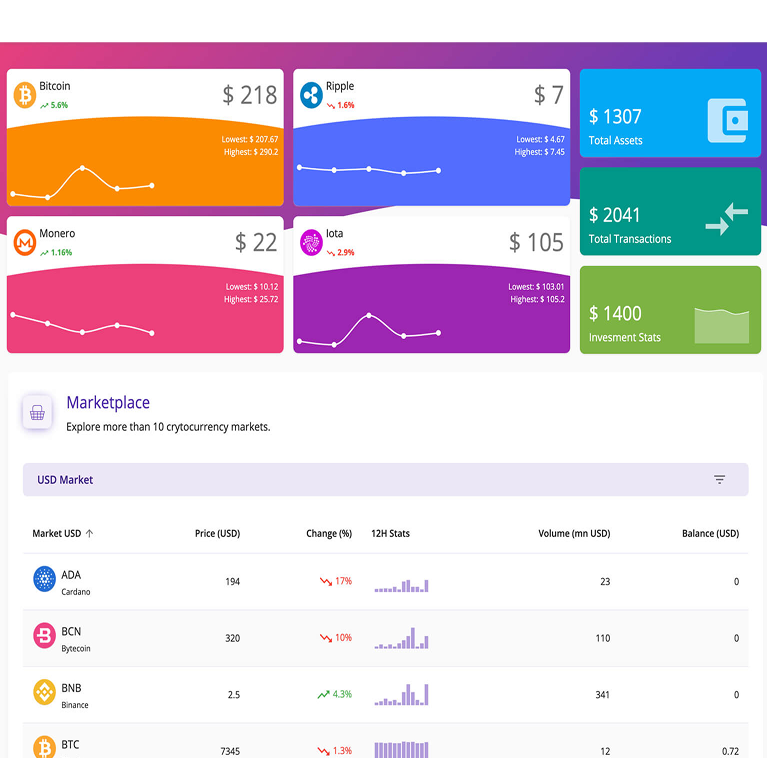 Bitcoin
5.6%
$ 218
Lowest: $ 207.67
Highest: $ 290.2
Ripple
1.6%
$ 7
Lowest: $ 4.67
Highest: $ 7.45
$ 1307
Total Assets
Monero
1.16%
$ 22
Lowest: $ 10.12
Highest: $ 25.72
Iota
2.9%
$ 105
Lowest: $ 103.01
Highest: $ 105.2
$ 2041
Total Transactions
$ 1400
Invesment Stats
Marketplace
Explore more than 10 crytocurrency markets.
USD Market
Market USD Price (USD) Change (%) 12H Stats Volume (mn USD) Balance (USD)
ADA
Cardano
194 17% 23 0
BCN
Bytecoin
320 10% 110 0
BNB
Binance
2.5 4.3% 341 0
BTC
7345 1.3% 12 0.72